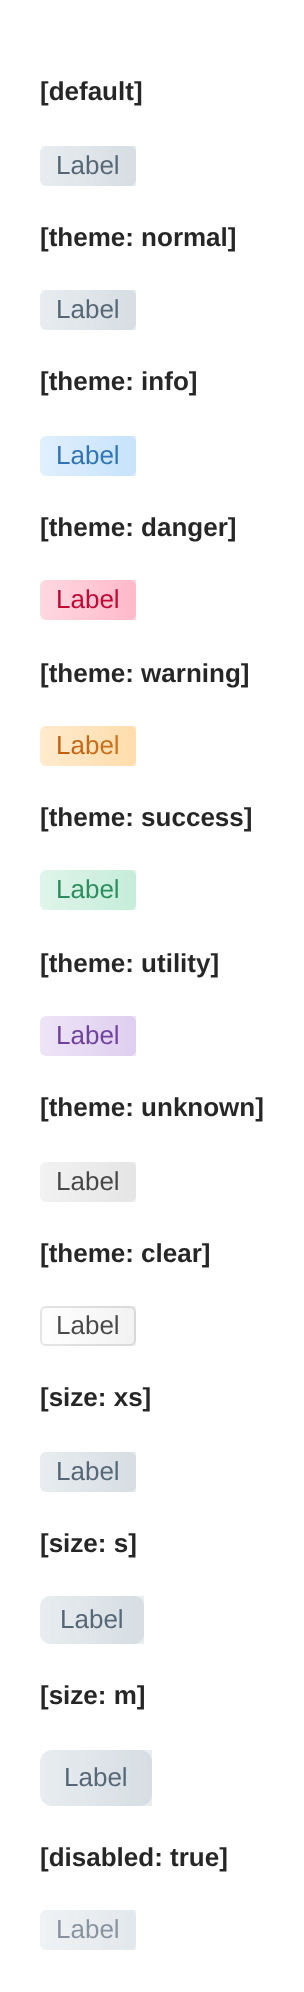 [default]
Label
[theme: normal]
Label
[theme: info]
Label
[theme: danger]
Label
[theme: warning]
Label
[theme: success]
Label
[theme: utility]
Label
[theme: unknown]
Label
[theme: clear]
Label
[size: xs]
Label
[size: s]
Label
[size: m]
Label
[disabled: true]
Label